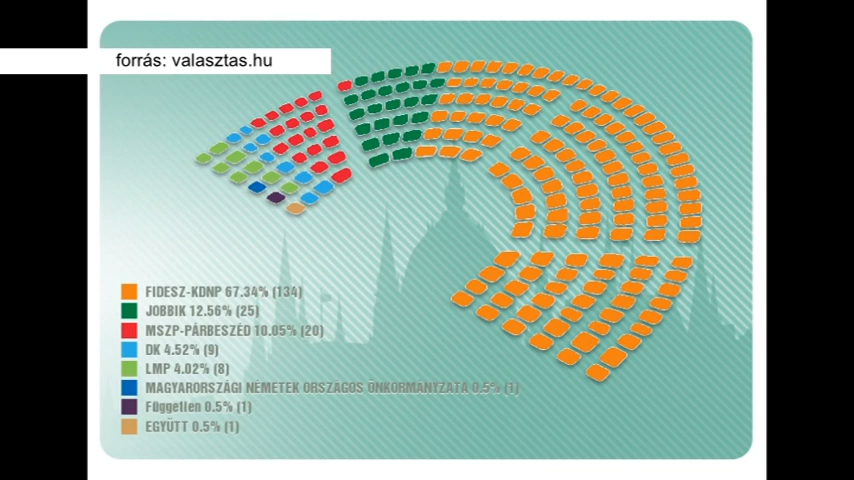 forrás: valasztas.hu
FIDESZ-KDNP 67.34% (134)
JOBBIK 12.56% (25)
MSZP-PÁRBESZÉD 10.05% (20)
DK 4.52% (9)
LMP 4.02% (8)
MAGYARORSZÁGI NÉMETEK ORSZÁGOS ÖNKORMÁNYZATA 0.5% (1)
Független 0.5% (1)
EGYÜTT 0.5% (1)